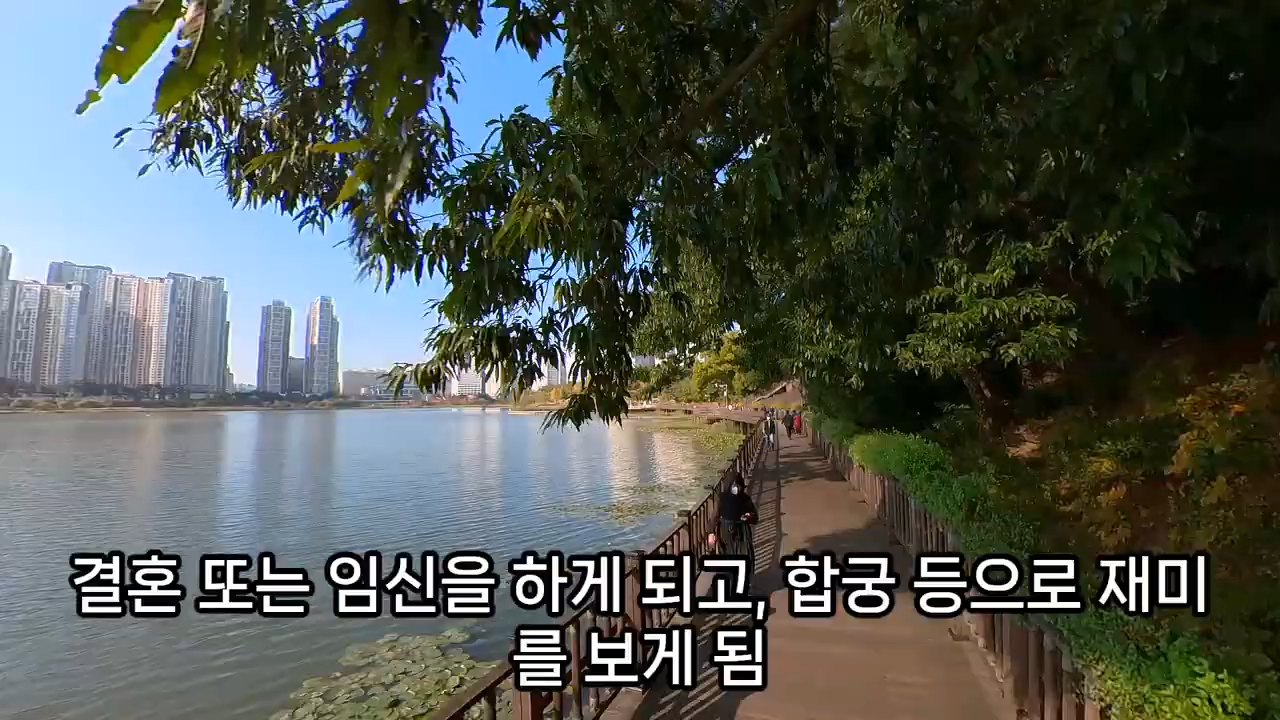 결혼 또는 임신을 하게 되고, 합궁 등으로 재미
를 보게 됨